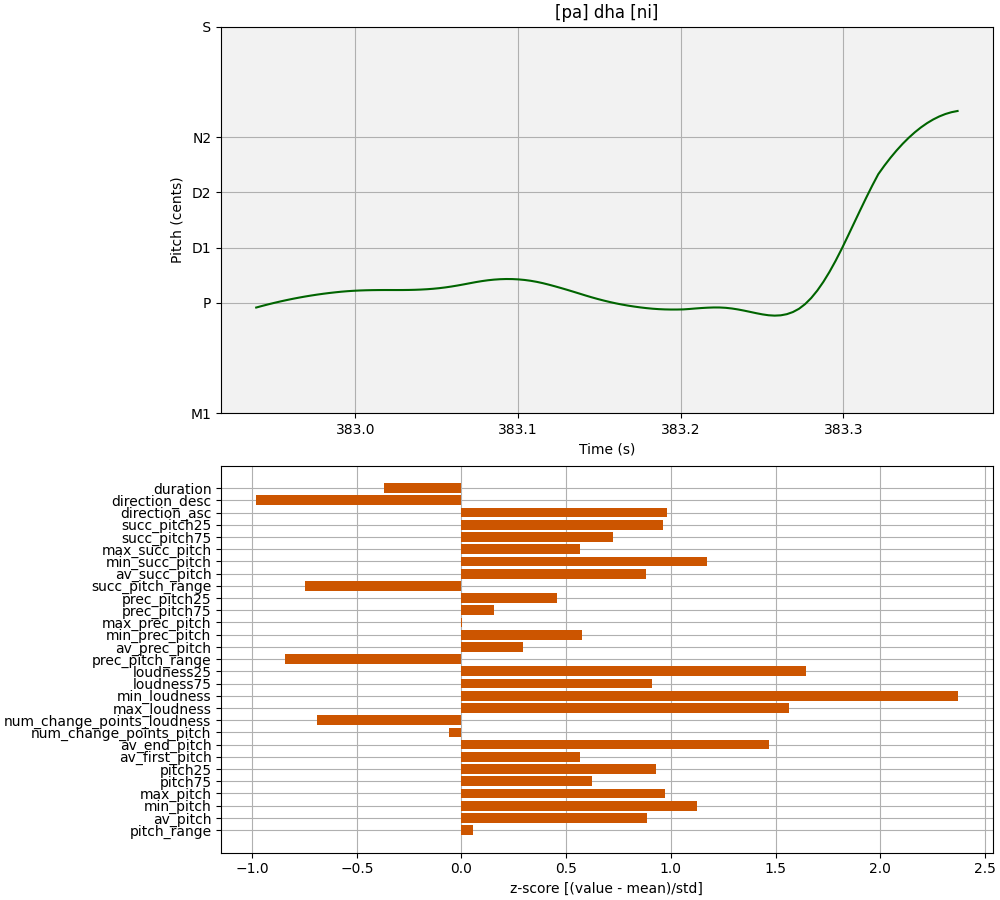 [pa] dha [ni]
S
N2
D2
D1
P
M1
Pitch (cents)
383.0 383.1 383.2 383.3
Time (s)
duration
direction_desc
direction_asc
succ_pitch25
succ_pitch75
max_succ_pitch
min_succ_pitch
av_succ_pitch
succ_pitch_range
prec_pitch25
prec_pitch75
max_prec_pitch
min_prec_pitch
av_prec_pitch
prec_pitch_range
loudness25
loudness75
min_loudness
max_loudness
num_change_points_loudness
num_change_points_pitch
av_end_pitch
av_first_pitch
pitch25
pitch75
max_pitch
min_pitch
av_pitch
pitch_range
−1.0 −0.5 0.0 0.5 1.0 1.5 2.0 2.5
z-score [(value - mean)/std]